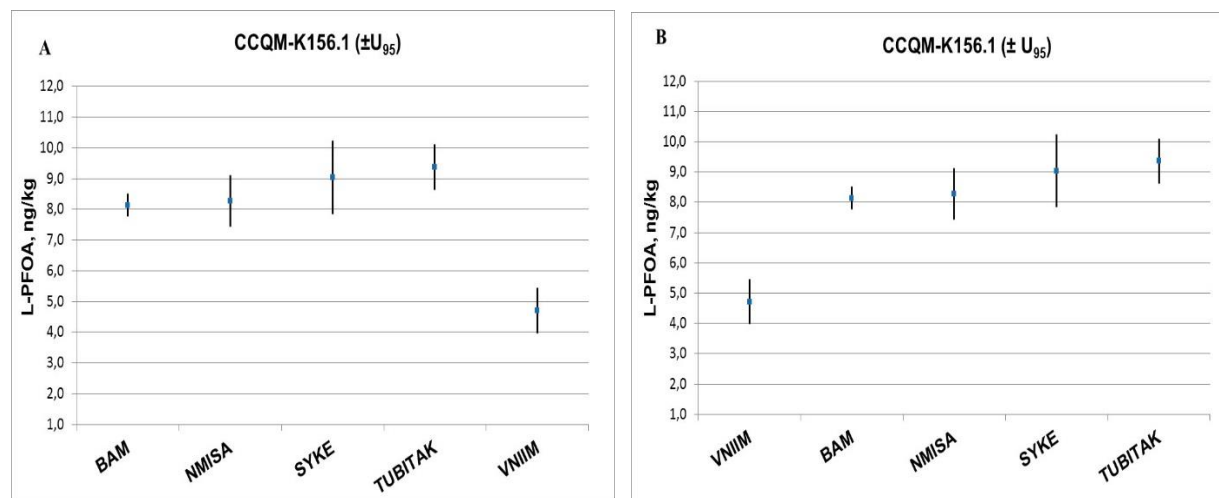 A
CCQM-K156.1 (±U95)
L-PFOA, ng/kg
12,0
11,0
10,0
9,0
8,0
7,0
6,0
5,0
4,0
3,0
2,0
1,0
BAM
NMISA
SYKE
TUBITAK
VNIIM
B
CCQM-K156.1 (± U95)
L-PFOA, ng/kg
12,0
11,0
10,0
9,0
8,0
7,0
6,0
5,0
4,0
3,0
2,0
1,0
VNIIM
BAM
NMISA
SYKE
TUBITAK